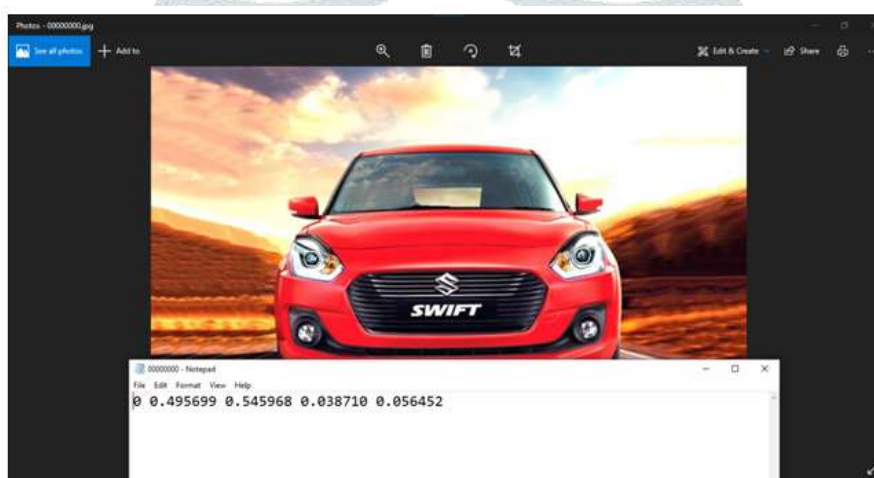 Photos - 00000000.jpg
See all photos + Add to Edit & Create Share
SWIFT
00000000 - Notepad
File Edit Format View Help
0 0.495699 0.545968 0.038710 0.056452